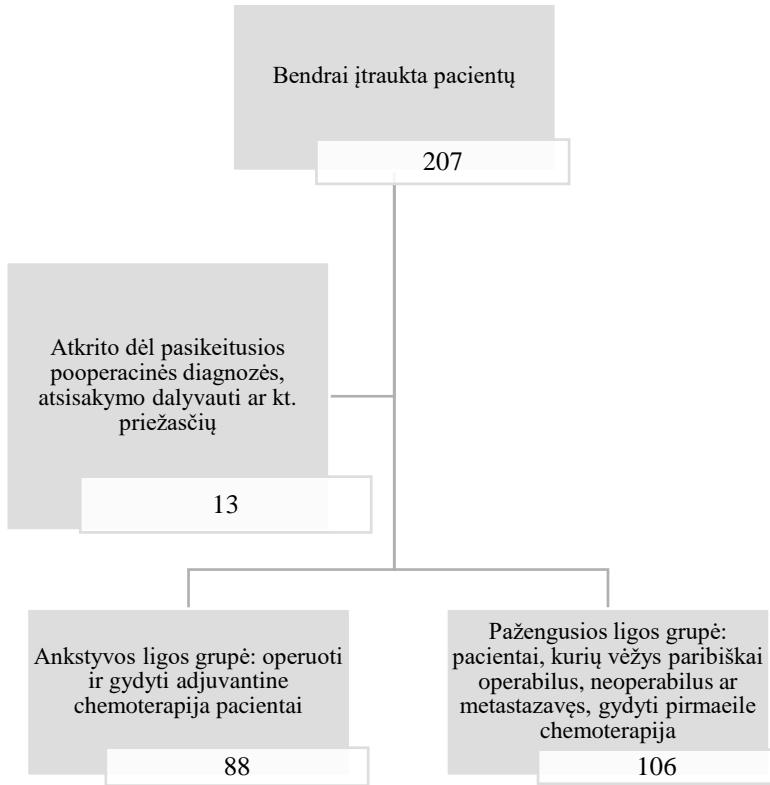 Bendrai įtraukta pacientų
207
Atkrito dėl pasikeitusios
pooperacinės diagnozės,
atsisakymo dalyvauti ar kt.
priežasčių
13
Ankstyvos ligos grupė: operuoti
ir gydyti adjuvantine
chemoterapija pacientai
88
Pažengusios ligos grupė:
pacientai, kurių vėžys paribiškai
operabilus, neoperabilus ar
metastazavęs, gydyti pirmaeile
chemoterapija
106